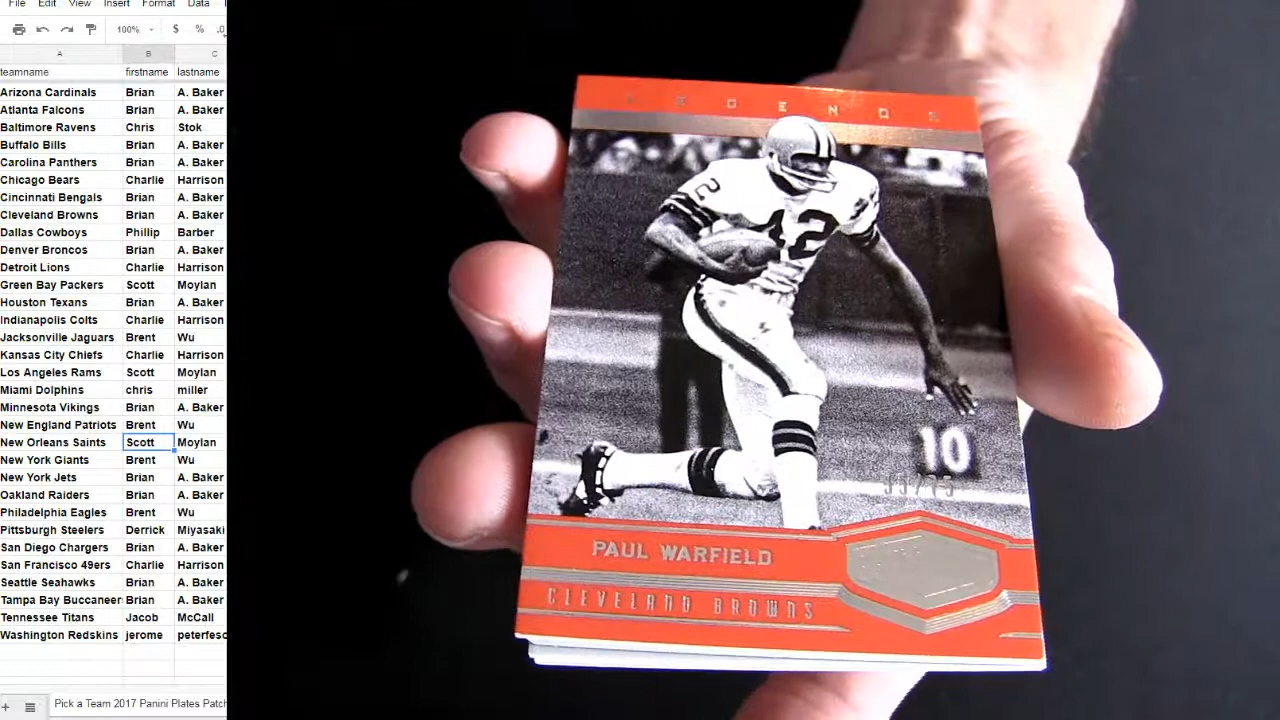 File Edit View Insert Format Data
100% $ % .0
A B C
teamname firstname lastname
Arizona Cardinals Brian A. Baker
Atlanta Falcons Brian A. Baker
Baltimore Ravens Chris Stok
Buffalo Bills Brian A. Baker
Carolina Panthers Brian A. Baker
Chicago Bears Charlie Harrison
Cincinnati Bengals Brian A. Baker
Cleveland Browns Brian A. Baker
Dallas Cowboys Phillip Barber
Denver Broncos Brian A. Baker
Detroit Lions Charlie Harrison
Green Bay Packers Scott Moylan
Houston Texans Brian A. Baker
Indianapolis Colts Charlie Harrison
Jacksonville Jaguars Brent Wu
Kansas City Chiefs Charlie Harrison
Los Angeles Rams Scott Moylan
Miami Dolphins chris miller
Minnesota Vikings Brian A. Baker
New England Patriots Brent Wu
New Orleans Saints Scott Moylan
New York Giants Brent Wu
New York Jets Brian A. Baker
Oakland Raiders Brian A. Baker
Philadelphia Eagles Brent Wu
Pittsburgh Steelers Derrick Miyasaki
San Diego Chargers Brian A. Baker
San Francisco 49ers Charlie Harrison
Seattle Seahawks Brian A. Baker
Tampa Bay Buccaneer Brian A. Baker
Tennessee Titans Jacob McCall
Washington Redskins jerome peterfeso
Pick a Team 2017 Panini Plates Patch
LEGENDS
2
42
10
PAUL WARFIELD
CLEVELAND BROWNS